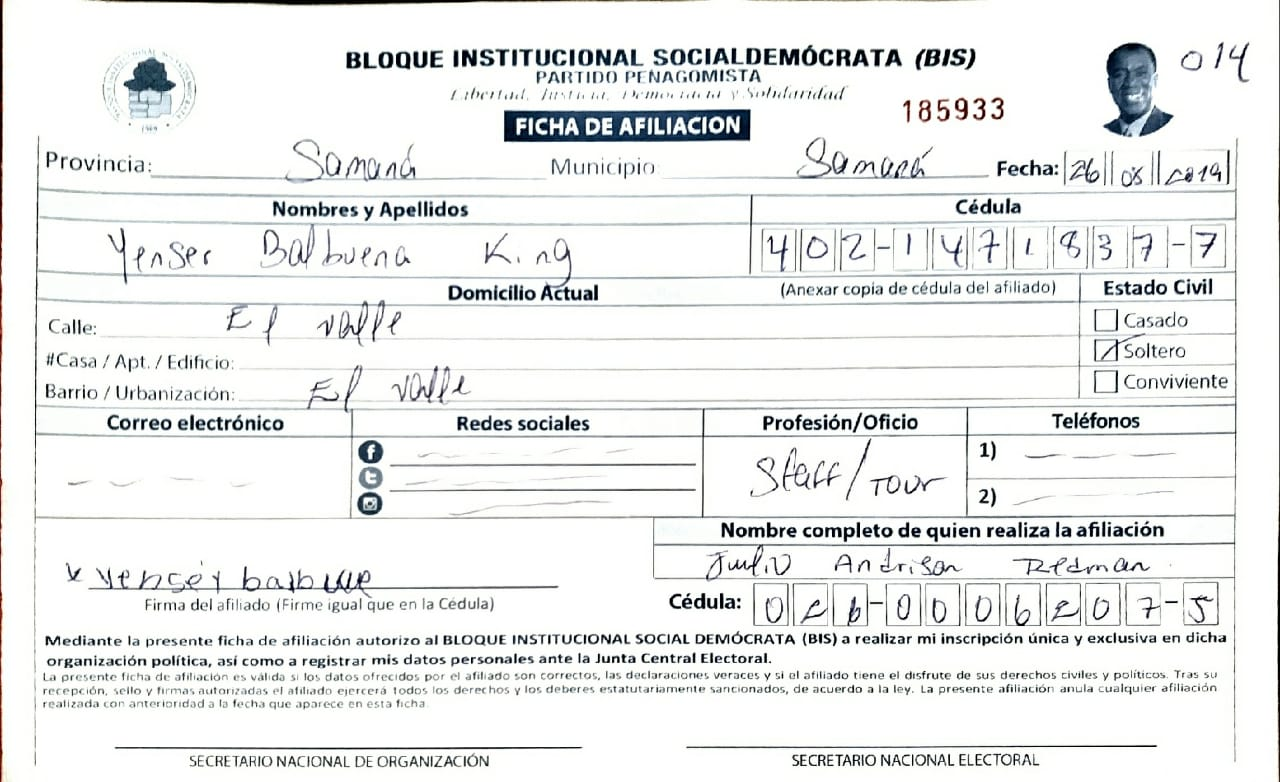 BLOQUE INSTITUCIONAL SOCIALDEMÓCRATA (BIS)
PARTIDO PEÑAGOMISTA
Libertad, Justicia, Democracia y Solidaridad
014
185933
FICHA DE AFILIACION
Provincia: Samaná Municipio Samaná Fecha: 26 08 2019
Nombres y Apellidos Cédula
Yenser Balbuena King 402-1471837-7
Domicilio Actual (Anexar copia de cédula del afiliado) Estado Civil
Calle: El valle Casado
#Casa / Apt. / Edificio: Soltero
Barrio / Urbanización: El valle Conviviente
Correo electrónico Redes sociales Profesión/Oficio Teléfonos
Staff/Tour
1)
2)
Nombre completo de quien realiza la afiliación
Julio Andrison Redman
Firma del afiliado (Firme igual que en la Cédula)
Cédula: 026-0006207-5
Mediante la presente ficha de afiliación autorizo al BLOQUE INSTITUCIONAL SOCIAL DEMÓCRATA (BIS) a realizar mi inscripción única y exclusiva en dicha
organización política, así como a registrar mis datos personales ante la Junta Central Electoral.
La presente ficha de afiliación es válida si los datos ofrecidos por el afiliado son correctos, las declaraciones veraces y si el afiliado tiene el disfrute de sus derechos civiles y políticos. Tras su
recepción, sello y firmas autorizadas el afiliado ejercerá todos los derechos y los deberes estatutariamente sancionados, de acuerdo a la ley. La presente afiliación anula cualquier afiliación
realizada con anterioridad a la fecha que aparece en esta ficha.
SECRETARIO NACIONAL DE ORGANIZACIÓN SECRETARIO NACIONAL ELECTORAL